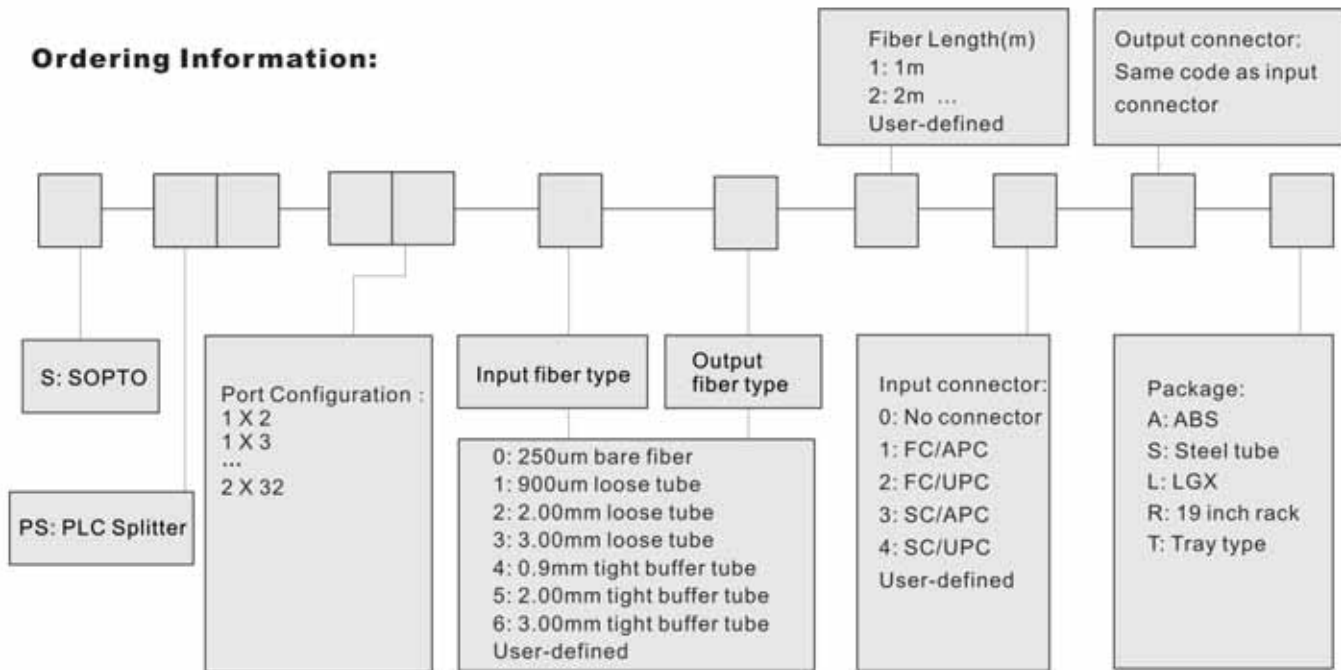 Ordering Information:
Fiber Length(m)
1: 1m
2: 2m ...
User-defined
Output connector:
Same code as input
connector
S: SOPTO
PS: PLC Splitter
Port Configuration :
1 X 2
1 X 3
...
2 X 32
Input fiber type
Output
fiber type
0: 250um bare fiber
1: 900um loose tube
2: 2.00mm loose tube
3: 3.00mm loose tube
4: 0.9mm tight buffer tube
5: 2.00mm tight buffer tube
6: 3.00mm tight buffer tube
User-defined
Input connector:
0: No connector
1: FC/APC
2: FC/UPC
3: SC/APC
4: SC/UPC
User-defined
Package:
A: ABS
S: Steel tube
L: LGX
R: 19 inch rack
T: Tray type